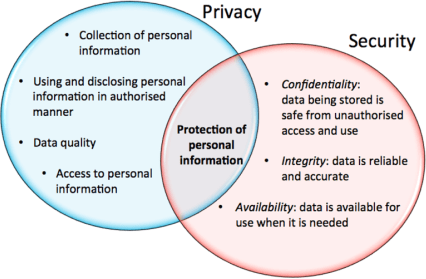 Privacy
Security
• Collection of personal
information
• Using and disclosing personal
information in authorised
manner
• Data quality
• Access to personal
information
Protection of
personal
information
• Confidentiality:
data being stored is
safe from unauthorised
access and use
• Integrity: data is reliable
and accurate
• Availability: data is available for
use when it is needed